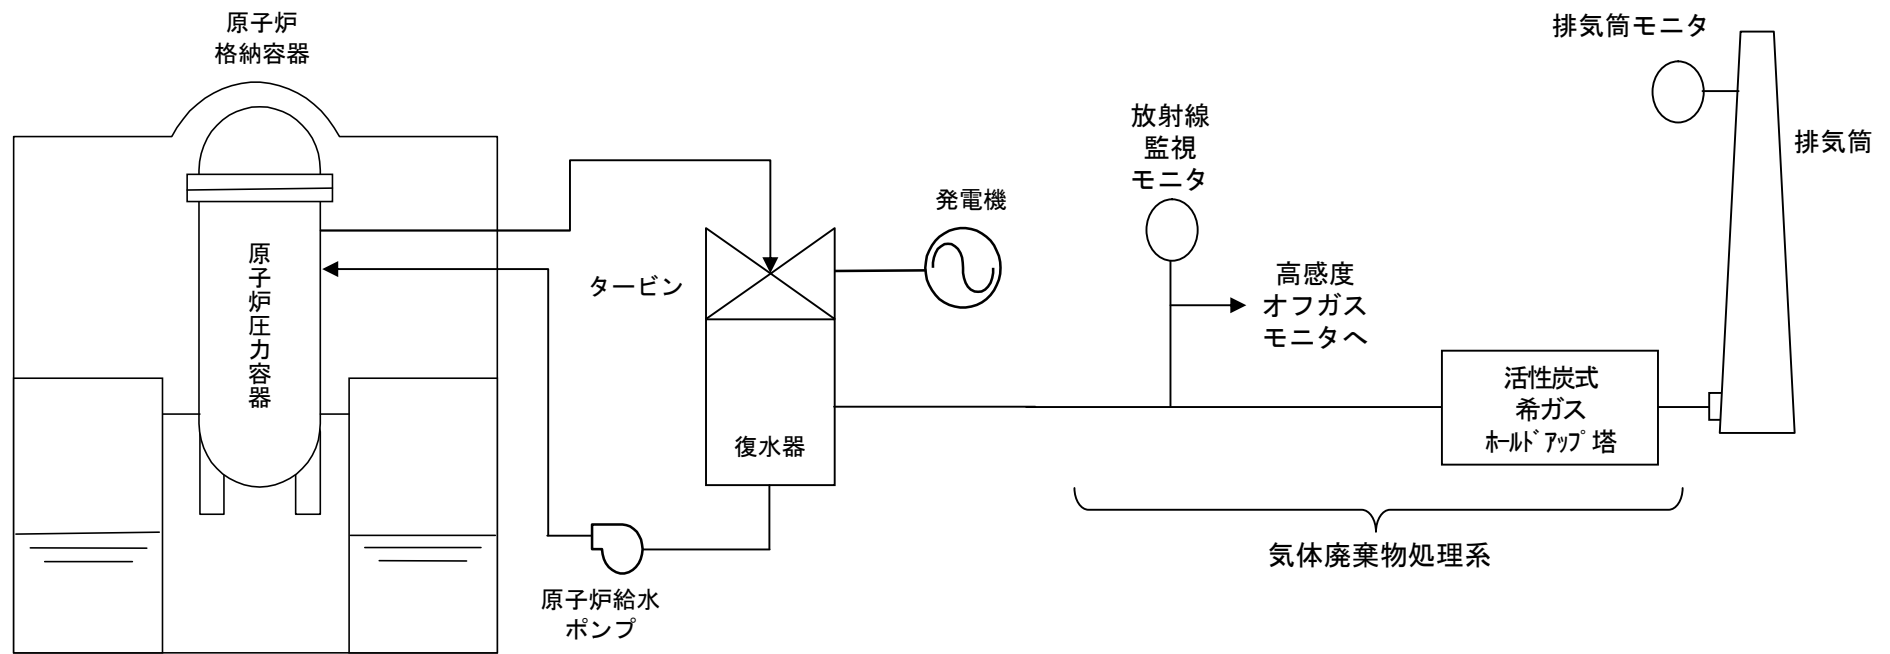 原子炉
格納容器
原子炉圧力容器
タービン
発電機
復水器
原子炉給水
ポンプ
放射線
監視
モニタ
高感度
オフガス
モニタへ
活性炭式
希ガス
ﾎｰﾙﾄﾞｱｯﾌﾟ塔
気体廃棄物処理系
排気筒モニタ
排気筒